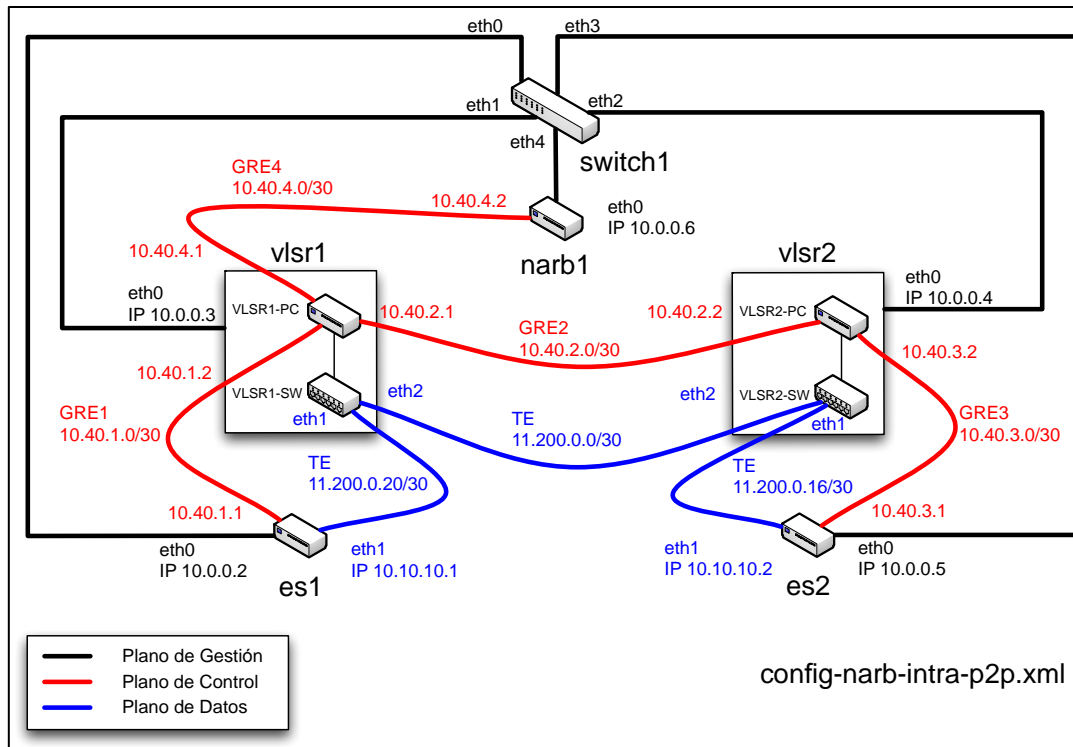 eth0
eth3
eth1
eth2
eth4
switch1
GRE4
10.40.4.0/30
10.40.4.2
eth0
IP 10.0.0.6
narb1
10.40.4.1
vlsr1
vlsr2
eth0
IP 10.0.0.3
VLSR1-PC
10.40.2.1
GRE2
10.40.2.0/30
10.40.2.2
VLSR2-PC
eth0
IP 10.0.0.4
10.40.1.2
10.40.3.2
VLSR1-SW
eth1
eth2
eth2
VLSR2-SW
eth1
GRE1
10.40.1.0/30
TE
11.200.0.0/30
GRE3
10.40.3.0/30
TE
11.200.0.20/30
TE
11.200.0.16/30
10.40.1.1
10.40.3.1
eth0
IP 10.0.0.2
es1
eth1
IP 10.10.10.1
eth1
IP 10.10.10.2
es2
eth0
IP 10.0.0.5
Plano de Gestión
Plano de Control
Plano de Datos
config-narb-intra-p2p.xml